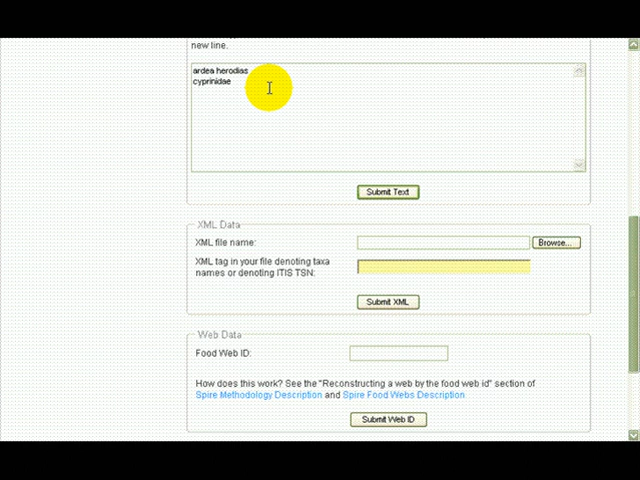 new line.
ardea herodias
cyprinidae
Submit Text
XML Data
XML file name:
Browse...
XML tag in your file denoting taxa
names or denoting ITIS TSN:
Submit XML
Web Data
Food Web ID:
How does this work? See the "Reconstructing a web by the food web id" section of
Spire Methodology Description and Spire Food Webs Description
Submit Web ID